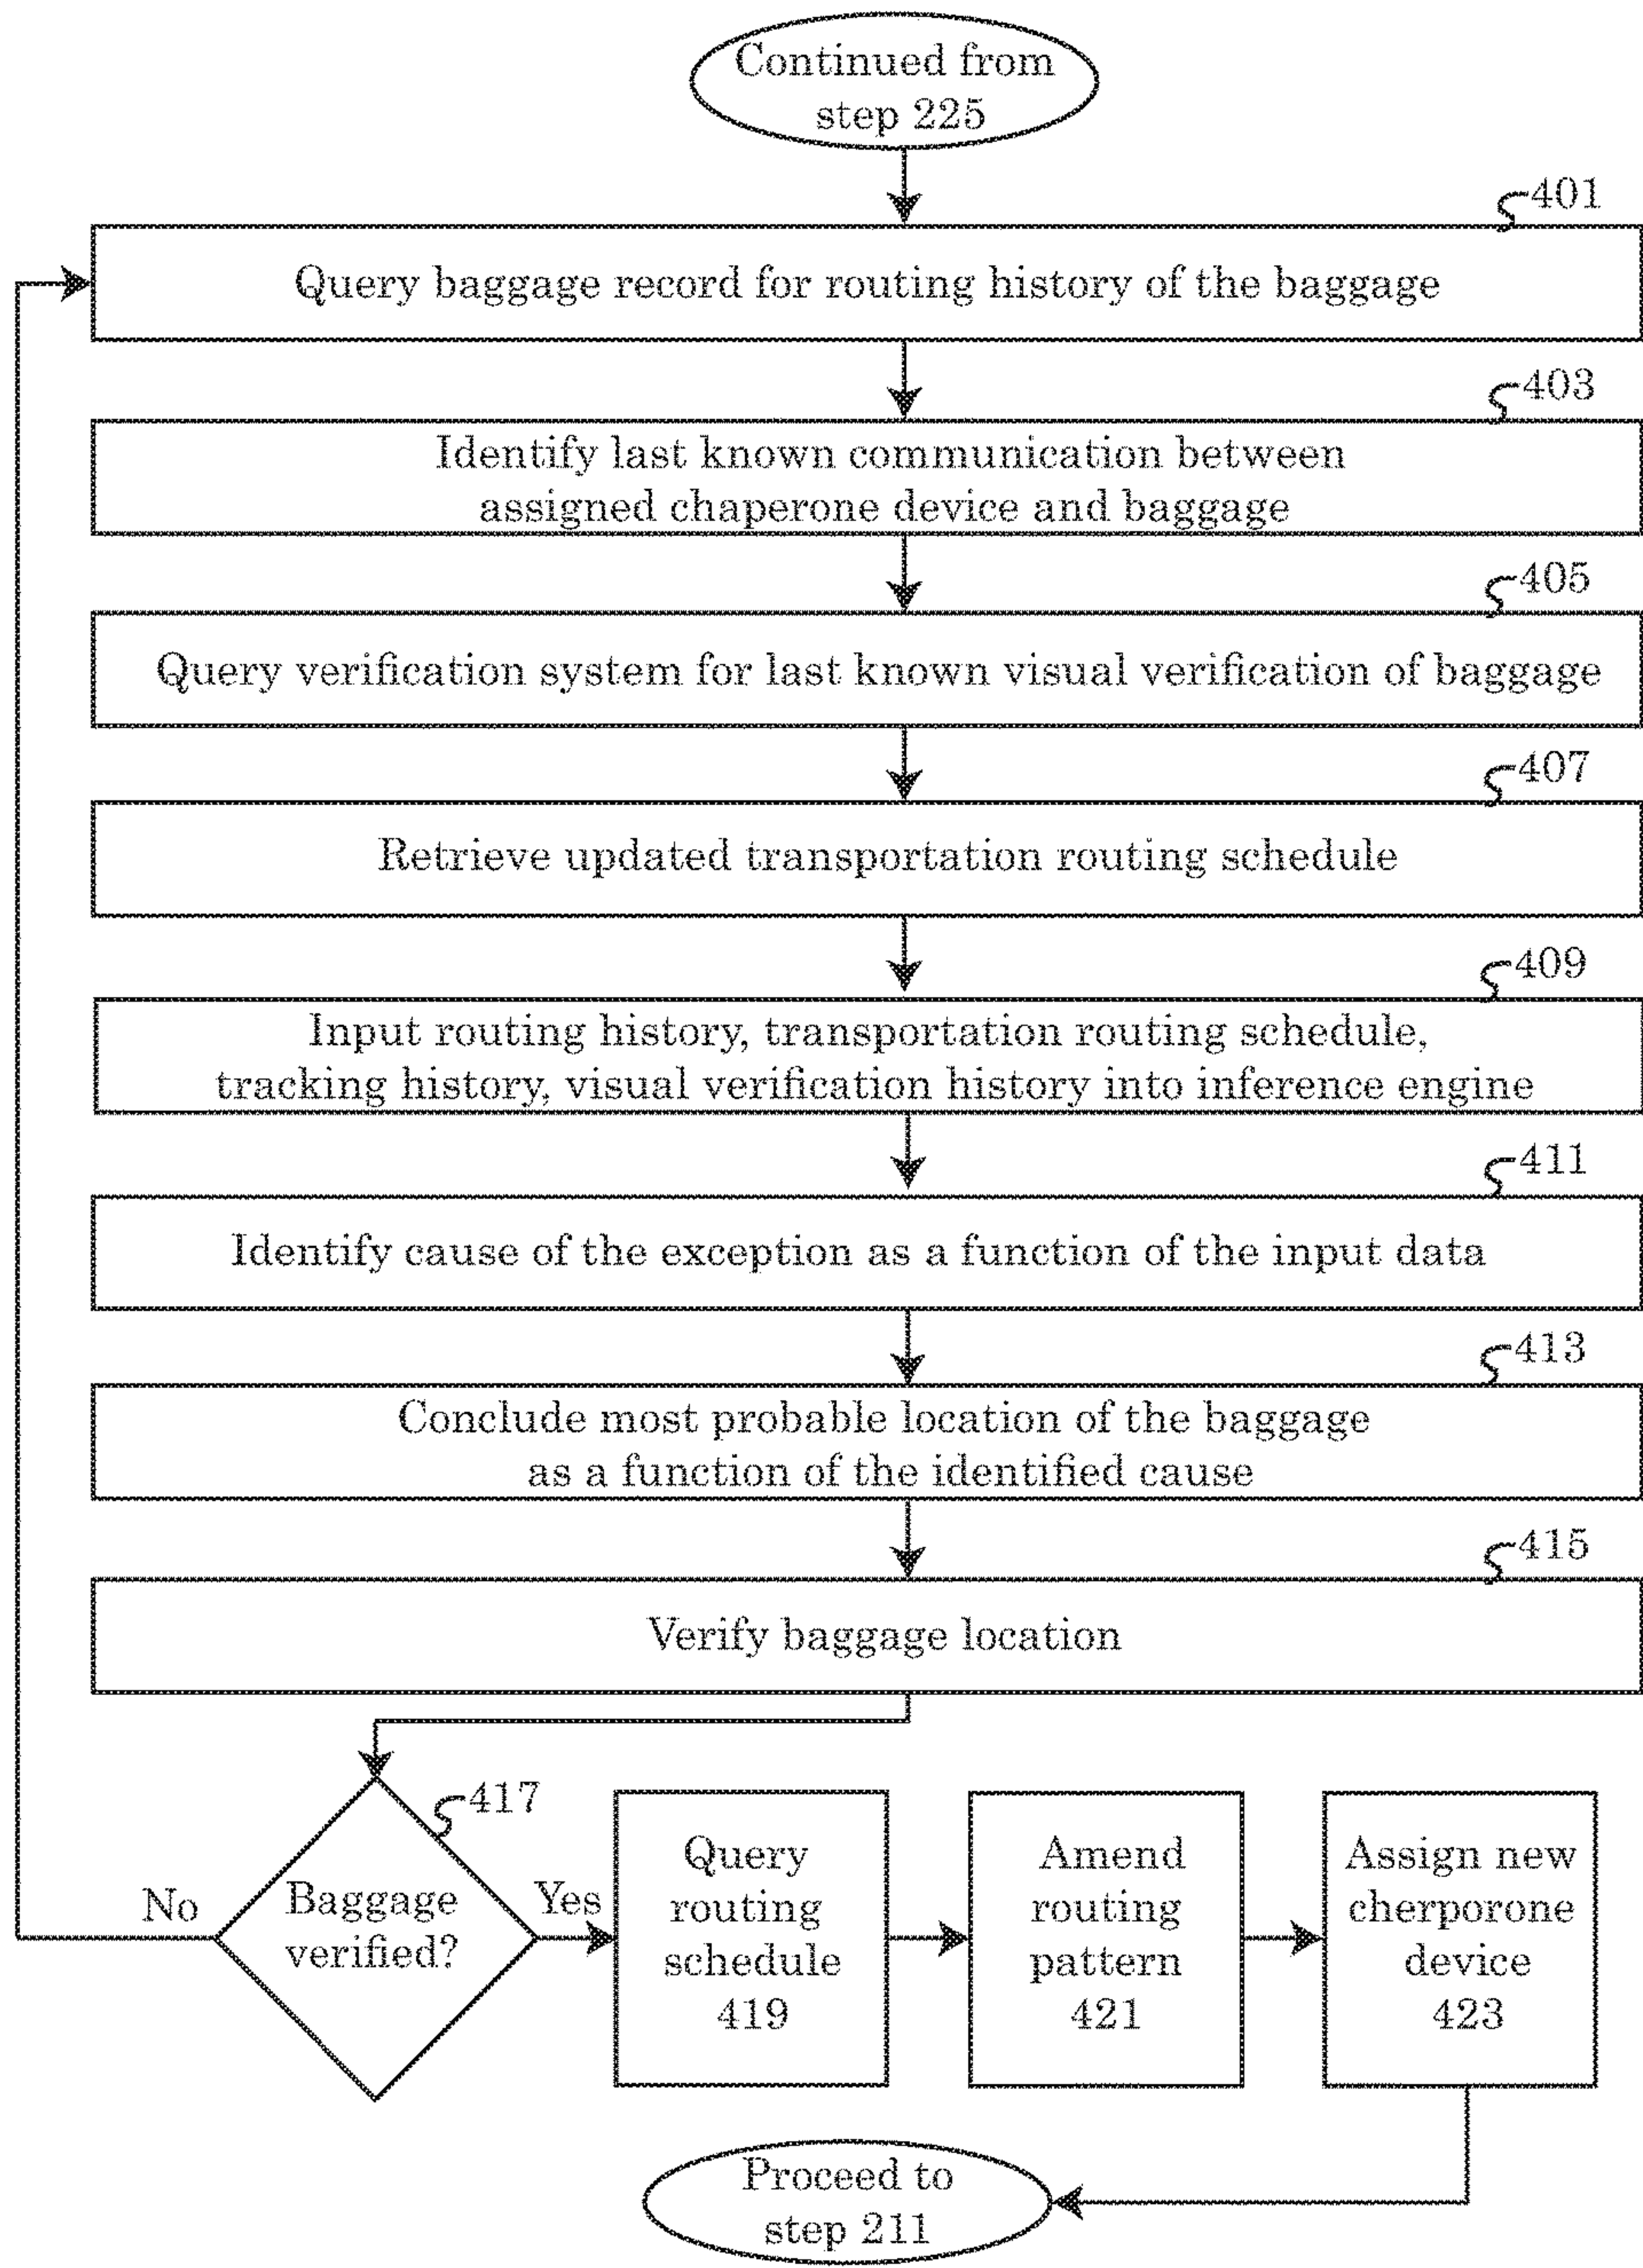 Continued from
step 225
401
Query baggage record for routing history of the baggage
403
Identify last known communication between
assigned chaperone device and baggage
405
Query verification system for last known visual verification of baggage
407
Retrieve updated transportation routing schedule
409
Input routing history, transportation routing schedule,
tracking history, visual verification history into inference engine
411
Identify cause of the exception as a function of the input data
413
Conclude most probable location of the baggage
as a function of the identified cause
415
Verify baggage location
417
No
Baggage
verified?
Yes
Query
routing
schedule
419
Amend
routing
pattern
421
Assign new
cherporone
device
423
Proceed to
step 211